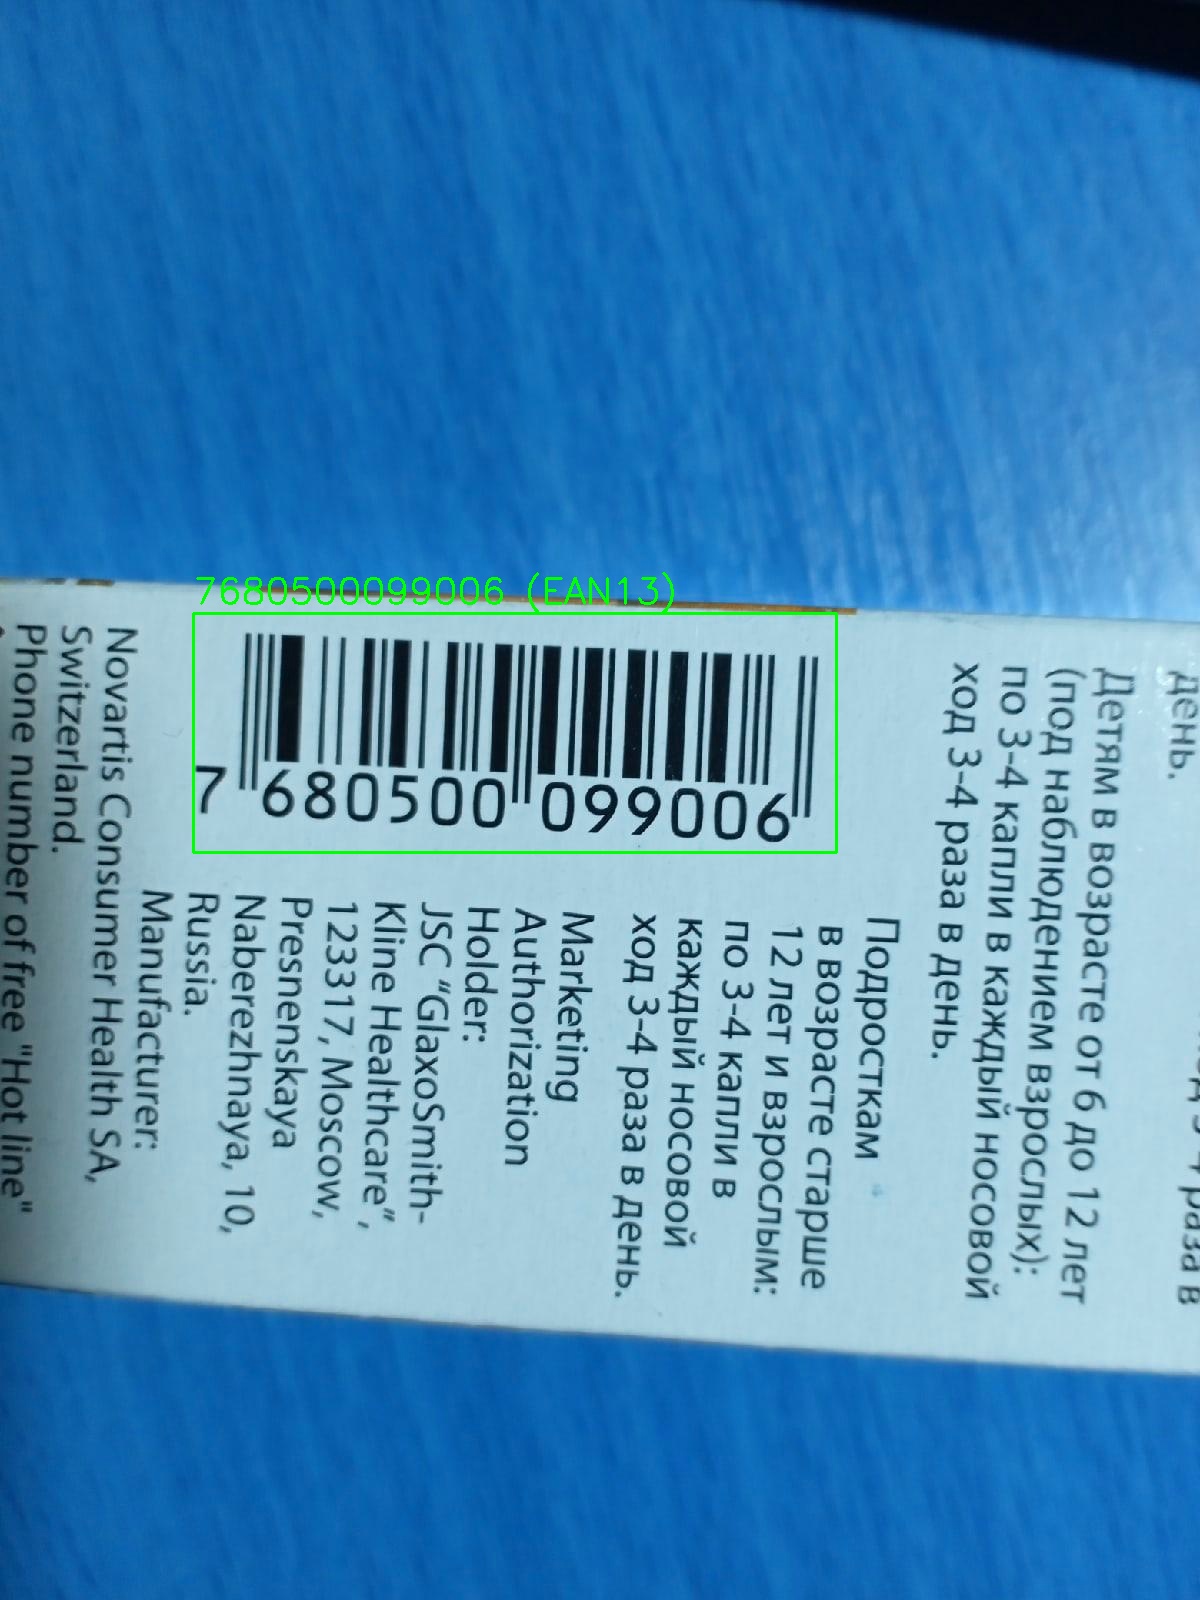 7680500099006 (EAN13)
7 680500 099006
день.
Детям в возрасте от 6 до 12 лет
(под наблюдением взрослых):
по 3-4 капли в каждый носовой
ход 3-4 раза в день.
Подросткам
в возрасте старше
12 лет и взрослым:
по 3-4 капли в
каждый носовой
ход 3-4 раза в день.
Marketing
Authorization
Holder:
JSC “GlaxoSmith-
Kline Healthcare”,
123317, Moscow,
Presnenskaya
Naberezhnaya, 10,
Russia.
Manufacturer:
Novartis Consumer Health SA,
Switzerland.
Phone number of free "Hot line"